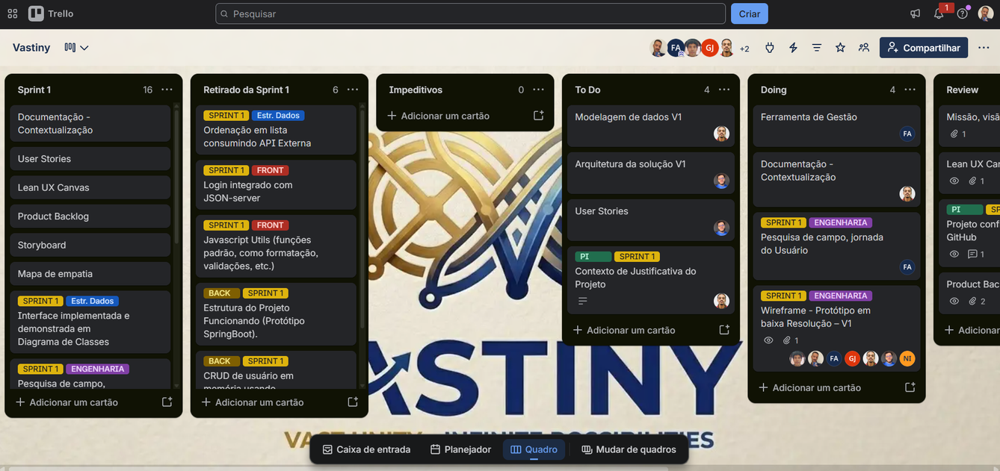 Trello
Pesquisar
Criar
1
Vastiny
FA
GJ
+2
Compartilhar
Sprint 1
16
Documentação -
Contextualização
User Stories
Lean UX Canvas
Product Backlog
Storyboard
Mapa de empatia
SPRINT 1
Estr. Dados
Interface implementada e
demonstrada em
Diagrama de Classes
SPRINT 1
ENGENHARIA
Pesquisa de campo,
Adicionar um cartão
Retirado da Sprint 1
6
SPRINT 1
Estr. Dados
Ordenação em lista
consumindo API Externa
SPRINT 1
FRONT
Login integrado com
JSON-server
SPRINT 1
FRONT
Javascript Utils (funções
padrão, como formatação,
validações, etc.)
BACK
SPRINT 1
Estrutura do Projeto
Funcionando (Protótipo
SpringBoot).
BACK
SPRINT 1
CRUD de usuário em
memória usando
Adicionar um cartão
Impeditivos
0
Adicionar um cartão
To Do
4
Modelagem de dados V1
Arquitetura da solução V1
User Stories
PI
SPRINT 1
Contexto de Justificativa do
Projeto
Adicionar um cartão
Doing
4
Ferramenta de Gestão
FA
Documentação -
Contextualização
SPRINT 1
ENGENHARIA
Pesquisa de campo, jornada
do Usuário
FA
SPRINT 1
ENGENHARIA
Wireframe - Protótipo em
baixa Resolução – V1
1
FA
GJ
NI
Adicionar um cartão
Review
Missão, visã
1
Lean UX Can
1
PI
SP
Projeto conf
GitHub
1
Product Bac
2
Adicionar
ASTINY
Caixa de entrada
Planejador
Quadro
Mudar de quadros